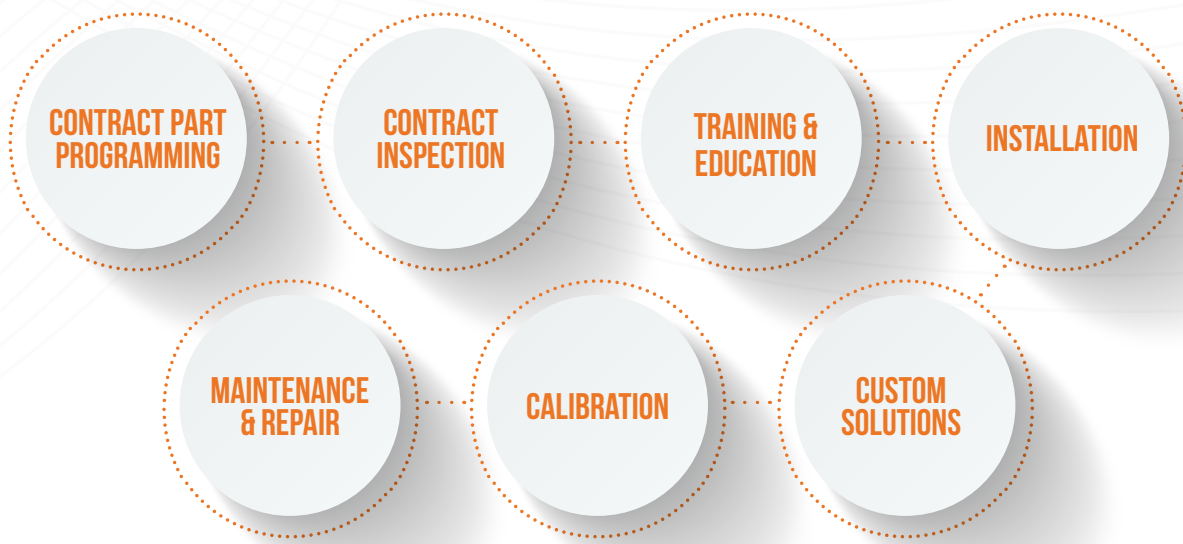 CONTRACT PART
PROGRAMMING
CONTRACT
INSPECTION
TRAINING &
EDUCATION
INSTALLATION
MAINTENANCE
& REPAIR
CALIBRATION
CUSTOM
SOLUTIONS